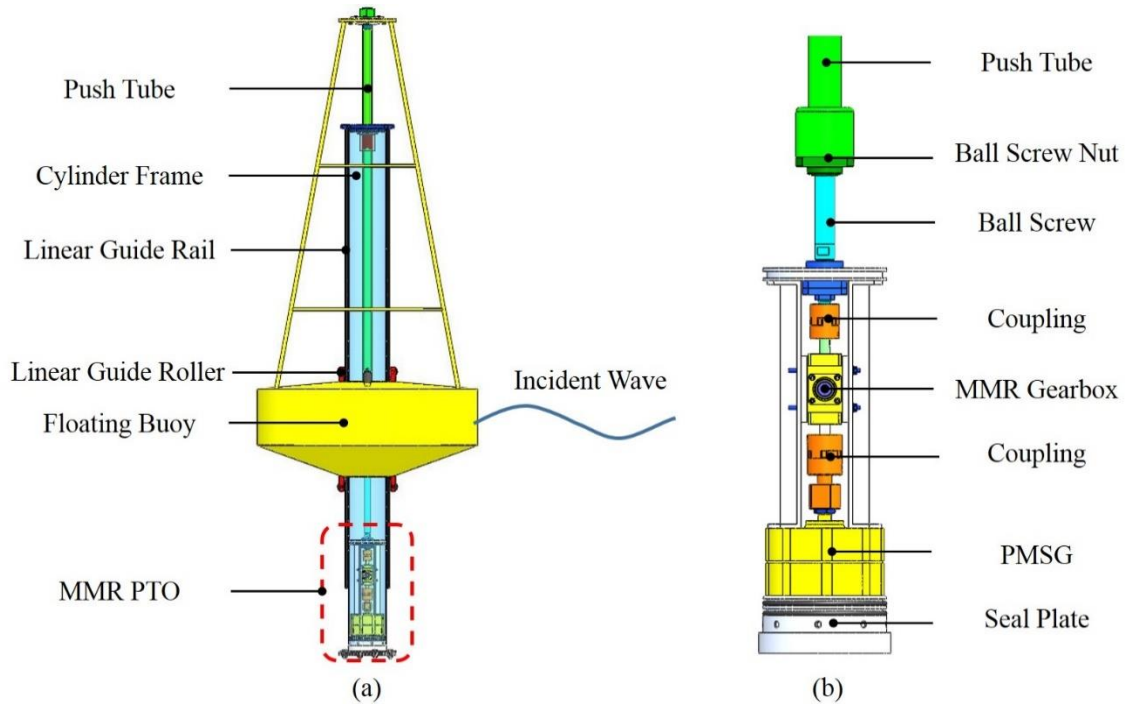 Push Tube
Cylinder Frame
Linear Guide Rail
Linear Guide Roller
Floating Buoy
MMR PTO
Incident Wave
(a)
Push Tube
Ball Screw Nut
Ball Screw
Coupling
MMR Gearbox
Coupling
PMSG
Seal Plate
(b)